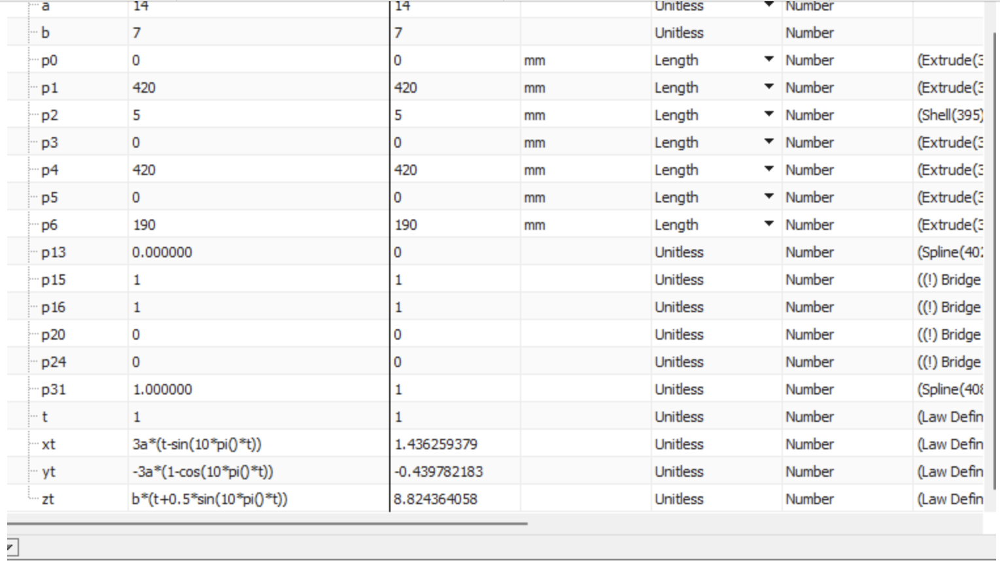 a 14 14 Unitless Number
b 7 7 Unitless Number
p0 0 0 mm Length Number (Extrude(3
p1 420 420 mm Length Number (Extrude(3
p2 5 5 mm Length Number (Shell(395)
p3 0 0 mm Length Number (Extrude(3
p4 420 420 mm Length Number (Extrude(3
p5 0 0 mm Length Number (Extrude(3
p6 190 190 mm Length Number (Extrude(3
p13 0.000000 0 Unitless Number (Spline(402
p15 1 1 Unitless Number ((!) Bridge
p16 1 1 Unitless Number ((!) Bridge
p20 0 0 Unitless Number ((!) Bridge
p24 0 0 Unitless Number ((!) Bridge
p31 1.000000 1 Unitless Number (Spline(408
t 1 1 Unitless Number (Law Defin
xt 3a*(t-sin(10*pi()*t)) 1.436259379 Unitless Number (Law Defin
yt -3a*(1-cos(10*pi()*t)) -0.439782183 Unitless Number (Law Defin
zt b*(t+0.5*sin(10*pi()*t)) 8.824364058 Unitless Number (Law Defin